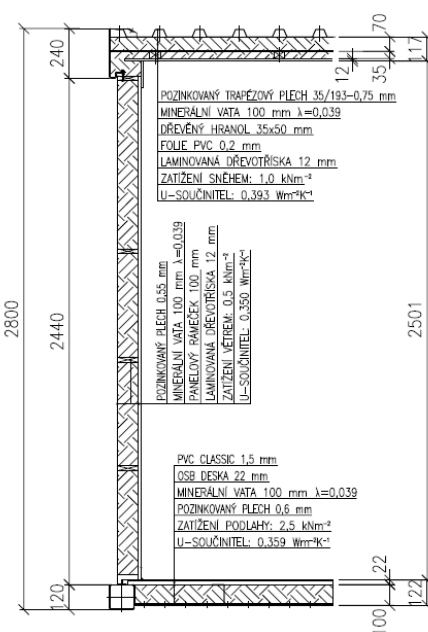 240
70
117
12
35
POZINKOVANÝ TRAPÉZOVÝ PLECH 35/193-0,75 mm
MINERÁLNÍ VATA 100 mm λ=0,039
DŘEVĚNÝ HRANOL 35x50 mm
FOLIE PVC 0,2 mm
LAMINOVANÁ DŘEVOTŘÍSKA 12 mm
ZATÍŽENÍ SNĚHEM: 1,0 kNm⁻²
U-SOUČINITEL: 0,393 Wm⁻²K⁻¹
2800
2440
POZINKOVANÝ PLECH 0,55 mm
MINERÁLNÍ VATA 100 mm λ=0,039
PANELOVÝ RÁMEČEK 100 mm
LAMINOVANÁ DŘEVOTŘÍSKA 12 mm
ZATÍŽENÍ VĚTREM: 0,5 kNm⁻²
U-SOUČINITEL: 0,350 Wm⁻²K⁻¹
2501
PVC CLASSIC 1,5 mm
OSB DESKA 22 mm
MINERÁLNÍ VATA 100 mm λ=0,039
POZINKOVANÝ PLECH 0,6 mm
ZATÍŽENÍ PODLAHY: 2,5 kNm⁻²
U-SOUČINITEL: 0,359 Wm⁻²K⁻¹
120
22
122
100